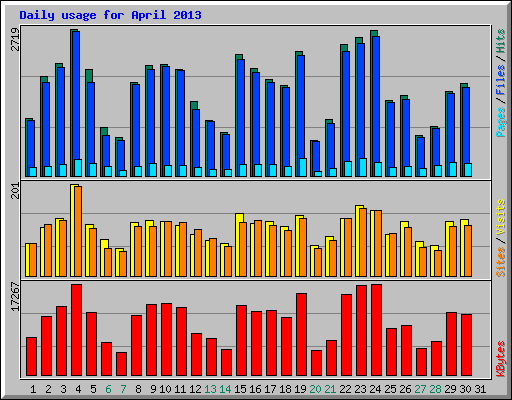 Daily usage for April 2013
2719
Pages / Files / Hits
201
Sites / Visits
17267
KBytes
1 2 3 4 5 6 7 8 9 10 11 12 13 14 15 16 17 18 19 20 21 22 23 24 25 26 27 28 29 30 31